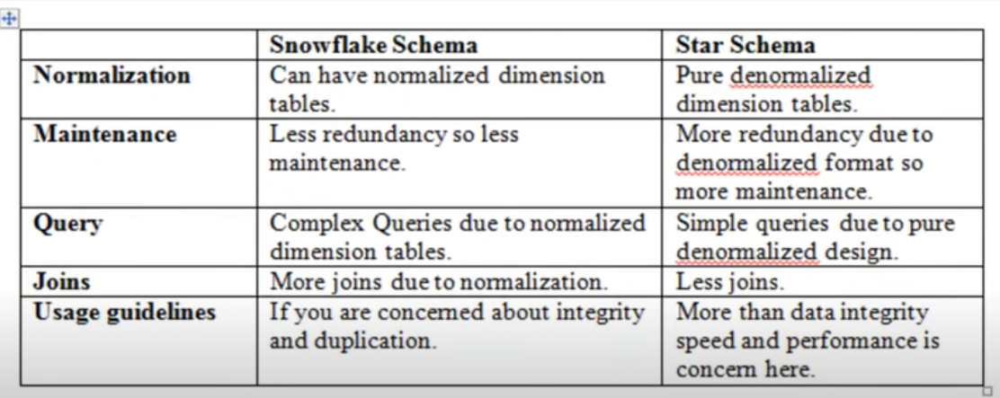 Snowflake Schema Star Schema
Normalization Can have normalized dimension Pure denormalized
tables. dimension tables.
Maintenance Less redundancy so less More redundancy due to
maintenance. denormalized format so
more maintenance.
Query Complex Queries due to normalized Simple queries due to pure
dimension tables. denormalized design.
Joins More joins due to normalization. Less joins.
Usage guidelines If you are concerned about integrity More than data integrity
and duplication. speed and performance is
concern here.